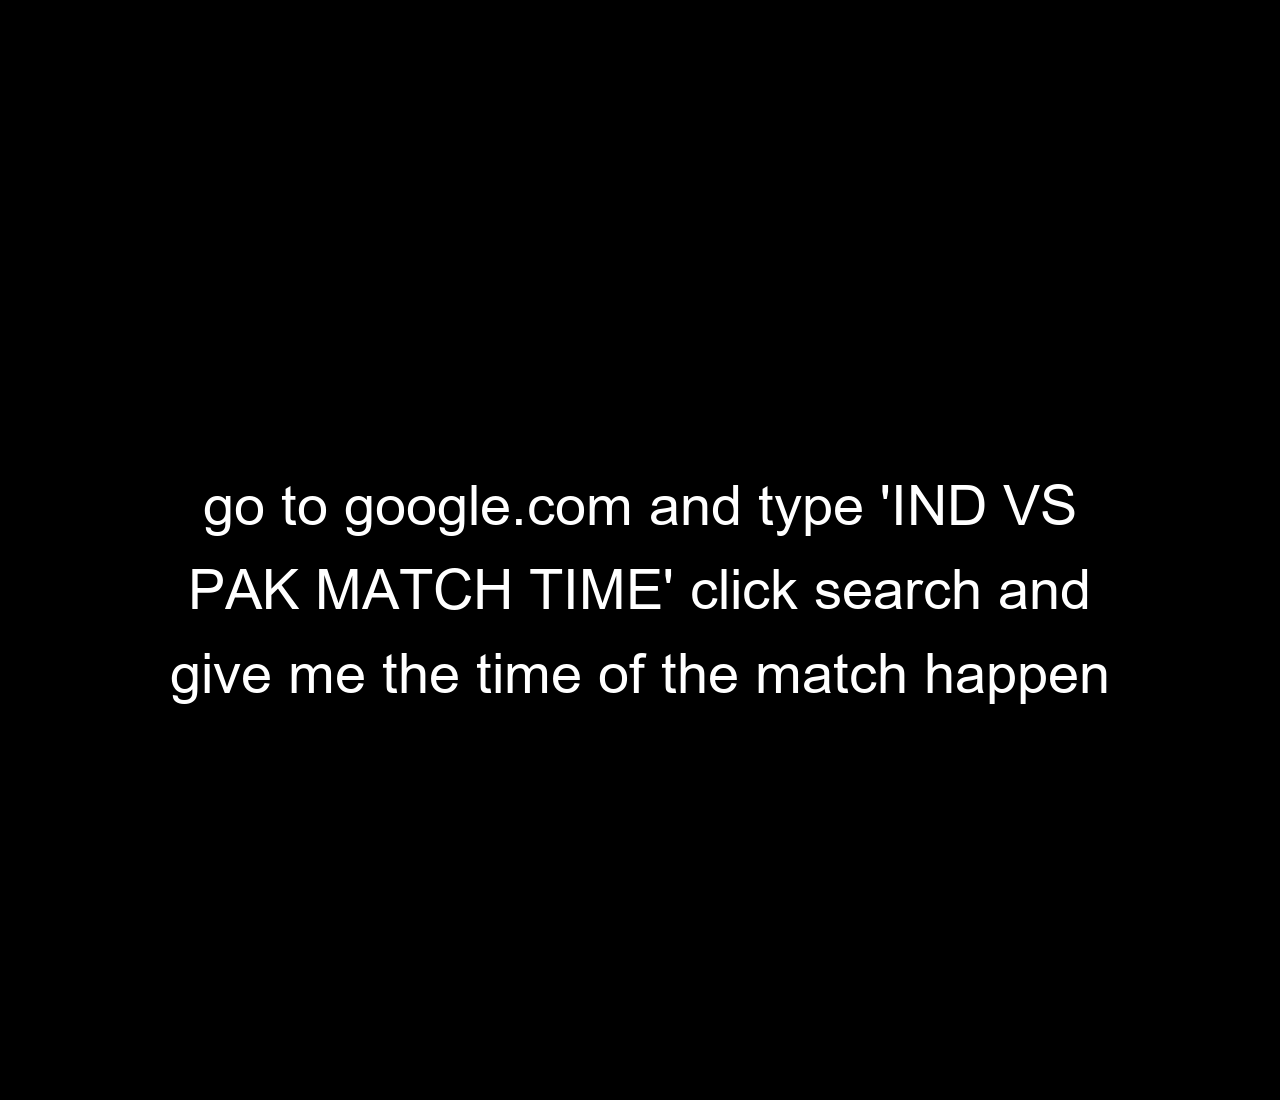 go to google.com and type 'IND VS
PAK MATCH TIME' click search and
give me the time of the match happen